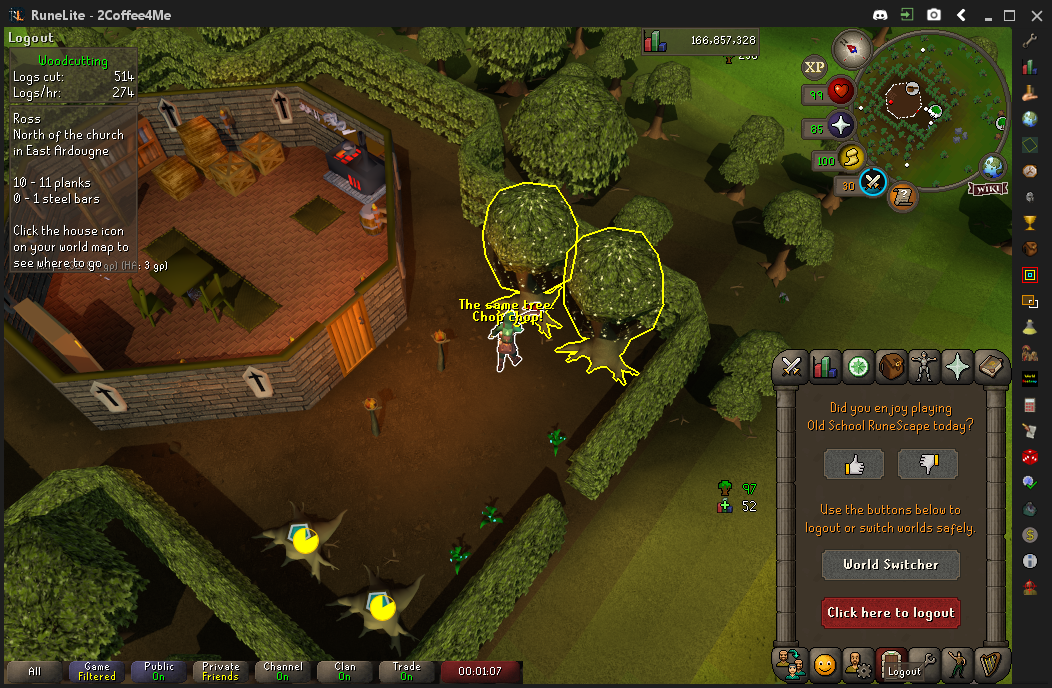 RuneLite - 2Coffee4Me
Logout
Woodcutting
Logs cut: 514
Logs/hr: 274
Ross
North of the church
in East Ardougne
10 - 11 planks
0 - 1 steel bars
Click the house icon
on your world map to
see where to go
gp) (HA: 3 gp)
166,857,328
XP
99
85
100
30
WIKI
The same tree.
Chop chop!
97
52
Did you enjoy playing
Old School RuneScape today?
Use the buttons below to
logout or switch worlds safely.
World Switcher
Click here to logout
Logout
All
Game
Filtered
Public
On
Private
Friends
Channel
On
Clan
On
Trade
On
00:01:07